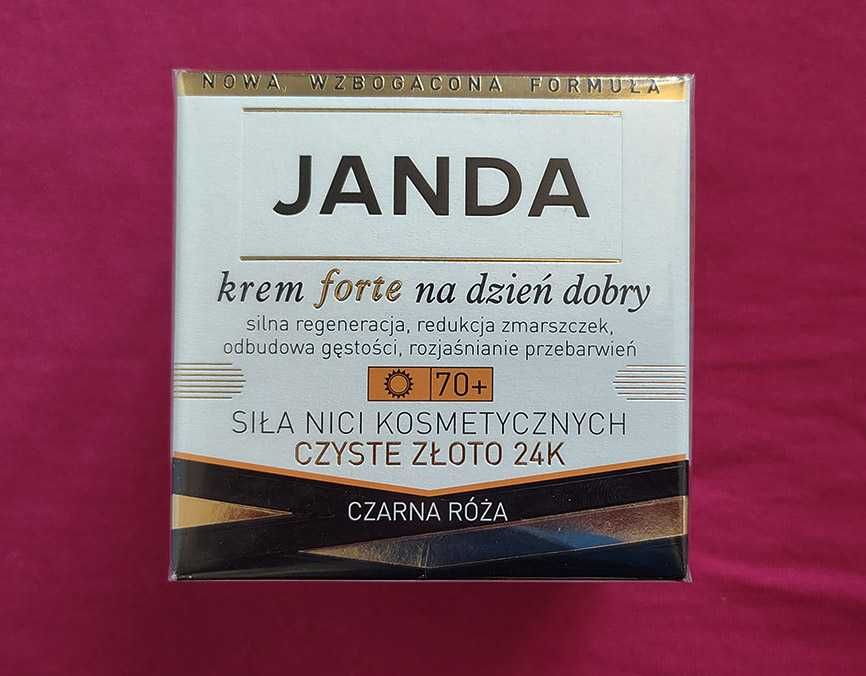 NOWA, WZBOGACONA FORMUŁA
JANDA
krem forte na dzień dobry
silna regeneracja, redukcja zmarszczek,
odbudowa gęstości, rozjaśnianie przebarwień
70+
SIŁA NICI KOSMETYCZNYCH
CZYSTE ZŁOTO 24K
CZARNA RÓŻA